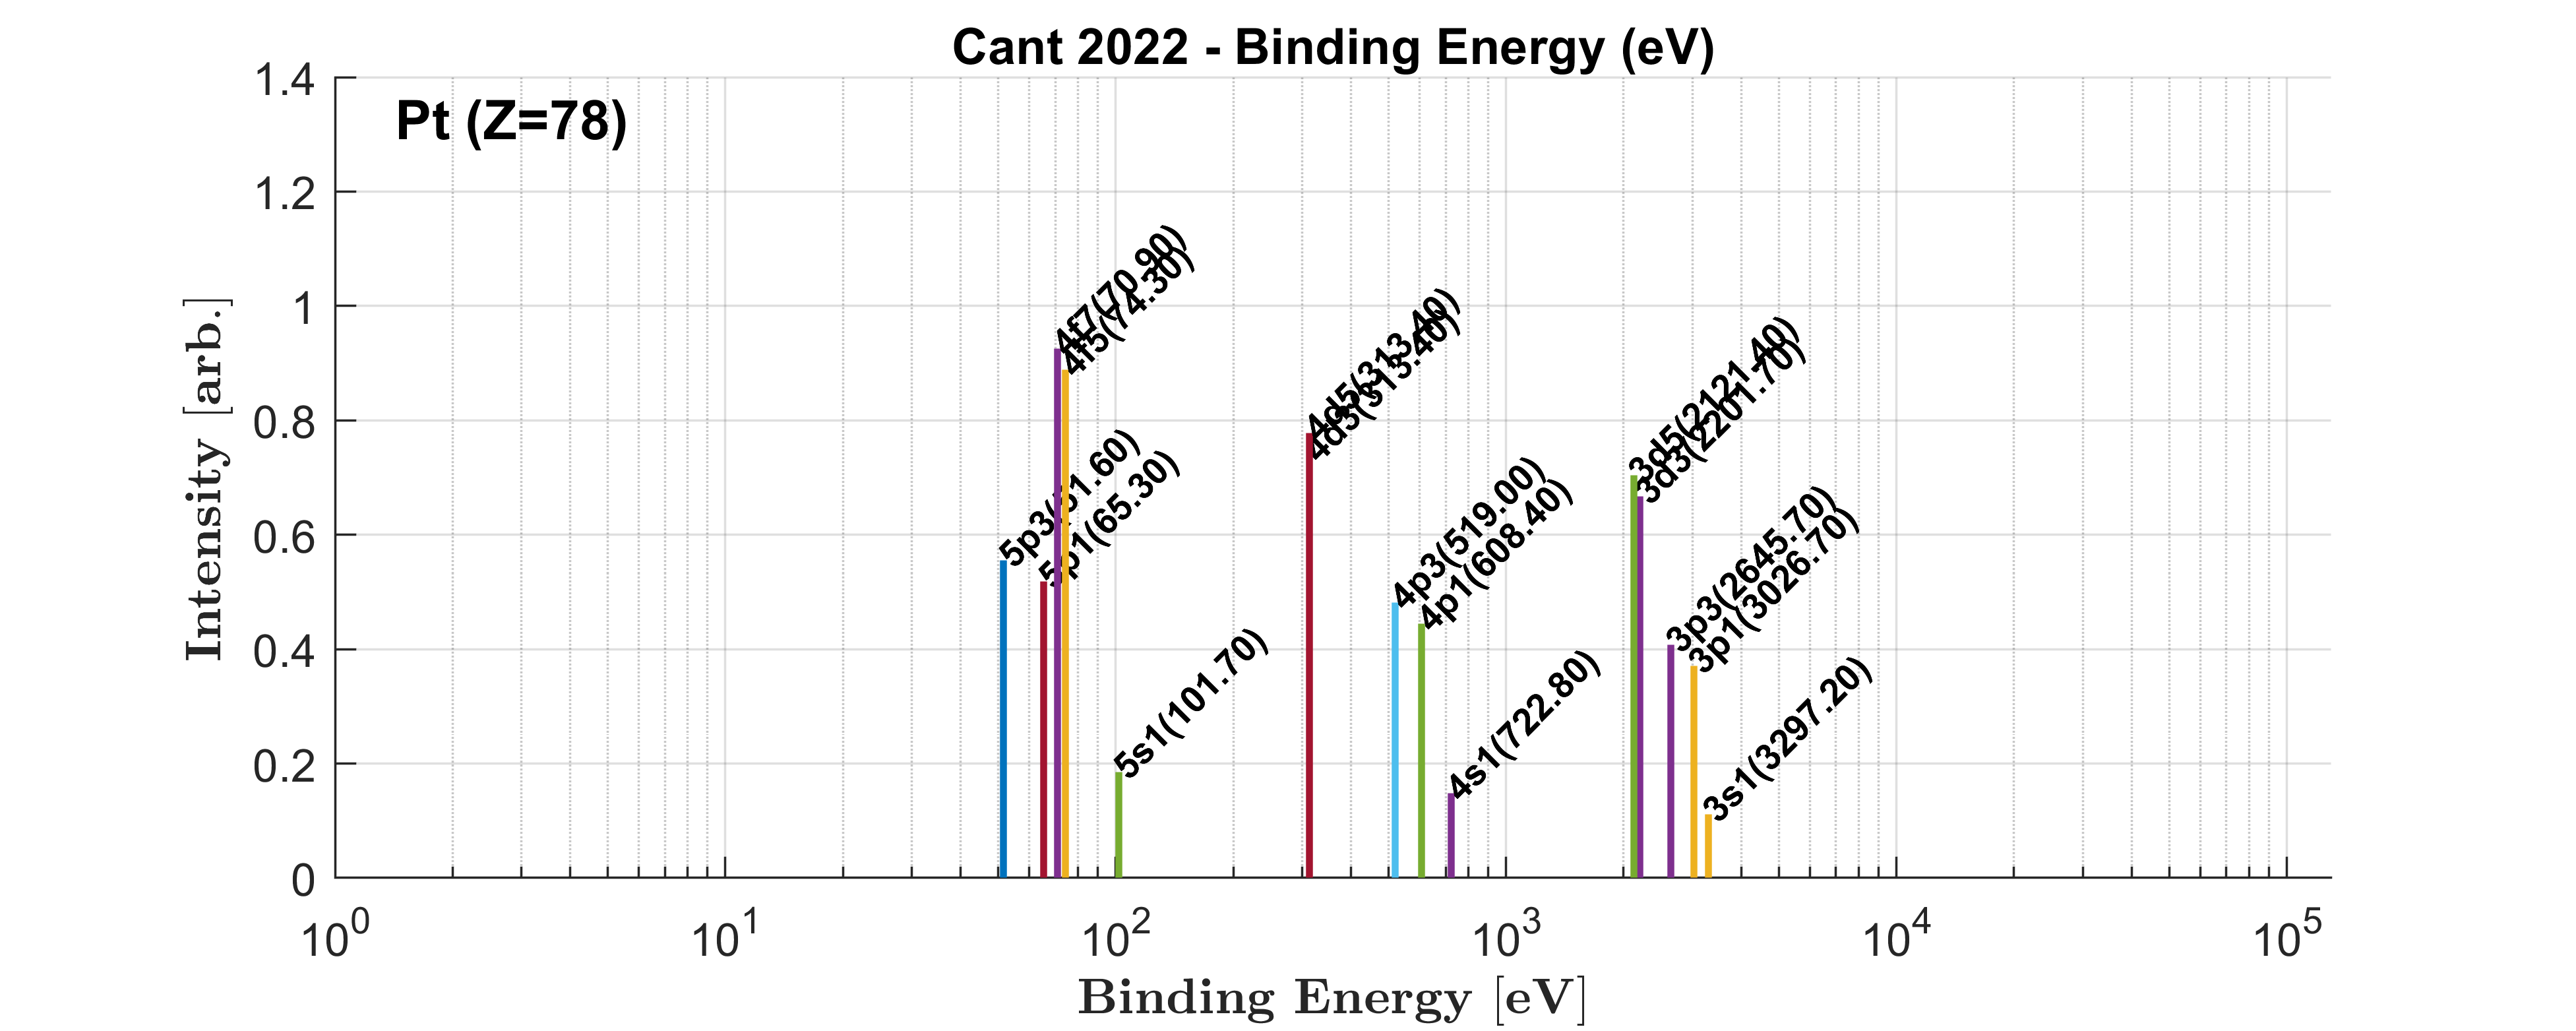 Cant 2022 - Binding Energy (eV)
Pt (Z=78)
Intensity [arb.]
1.4
1.2
1
0.8
0.6
0.4
0.2
0
5p3(51.60)
5p1(65.30)
4f7(70.90)
4f5(74.30)
5s1(101.70)
4d5(313.40)
4d3(313.40)
4p3(519.00)
4p1(608.40)
4s1(722.80)
3d5(2121.40)
3d3(2201.70)
3p3(2645.70)
3p1(3026.70)
3s1(3297.20)
10^0 10^1 10^2 10^3 10^4 10^5
Binding Energy [eV]